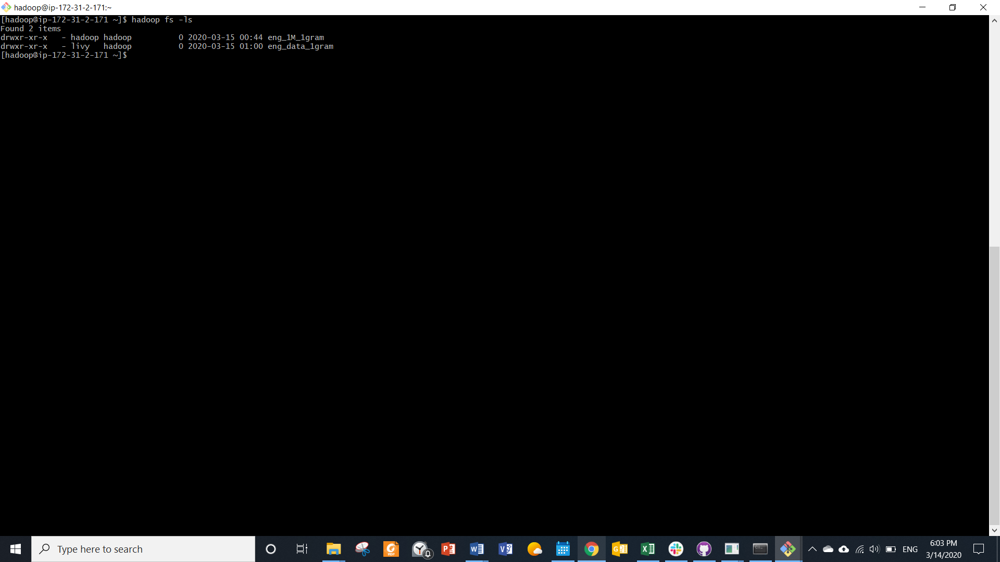 hadoop@ip-172-31-2-171:~
[hadoop@ip-172-31-2-171 ~]$ hadoop fs -ls
Found 2 items
drwxr-xr-x   - hadoop hadoop          0 2020-03-15 00:44 eng_1M_1gram
drwxr-xr-x   - livy   hadoop          0 2020-03-15 01:00 eng_data_1gram
[hadoop@ip-172-31-2-171 ~]$
Type here to search
ENG
6:03 PM
3/14/2020